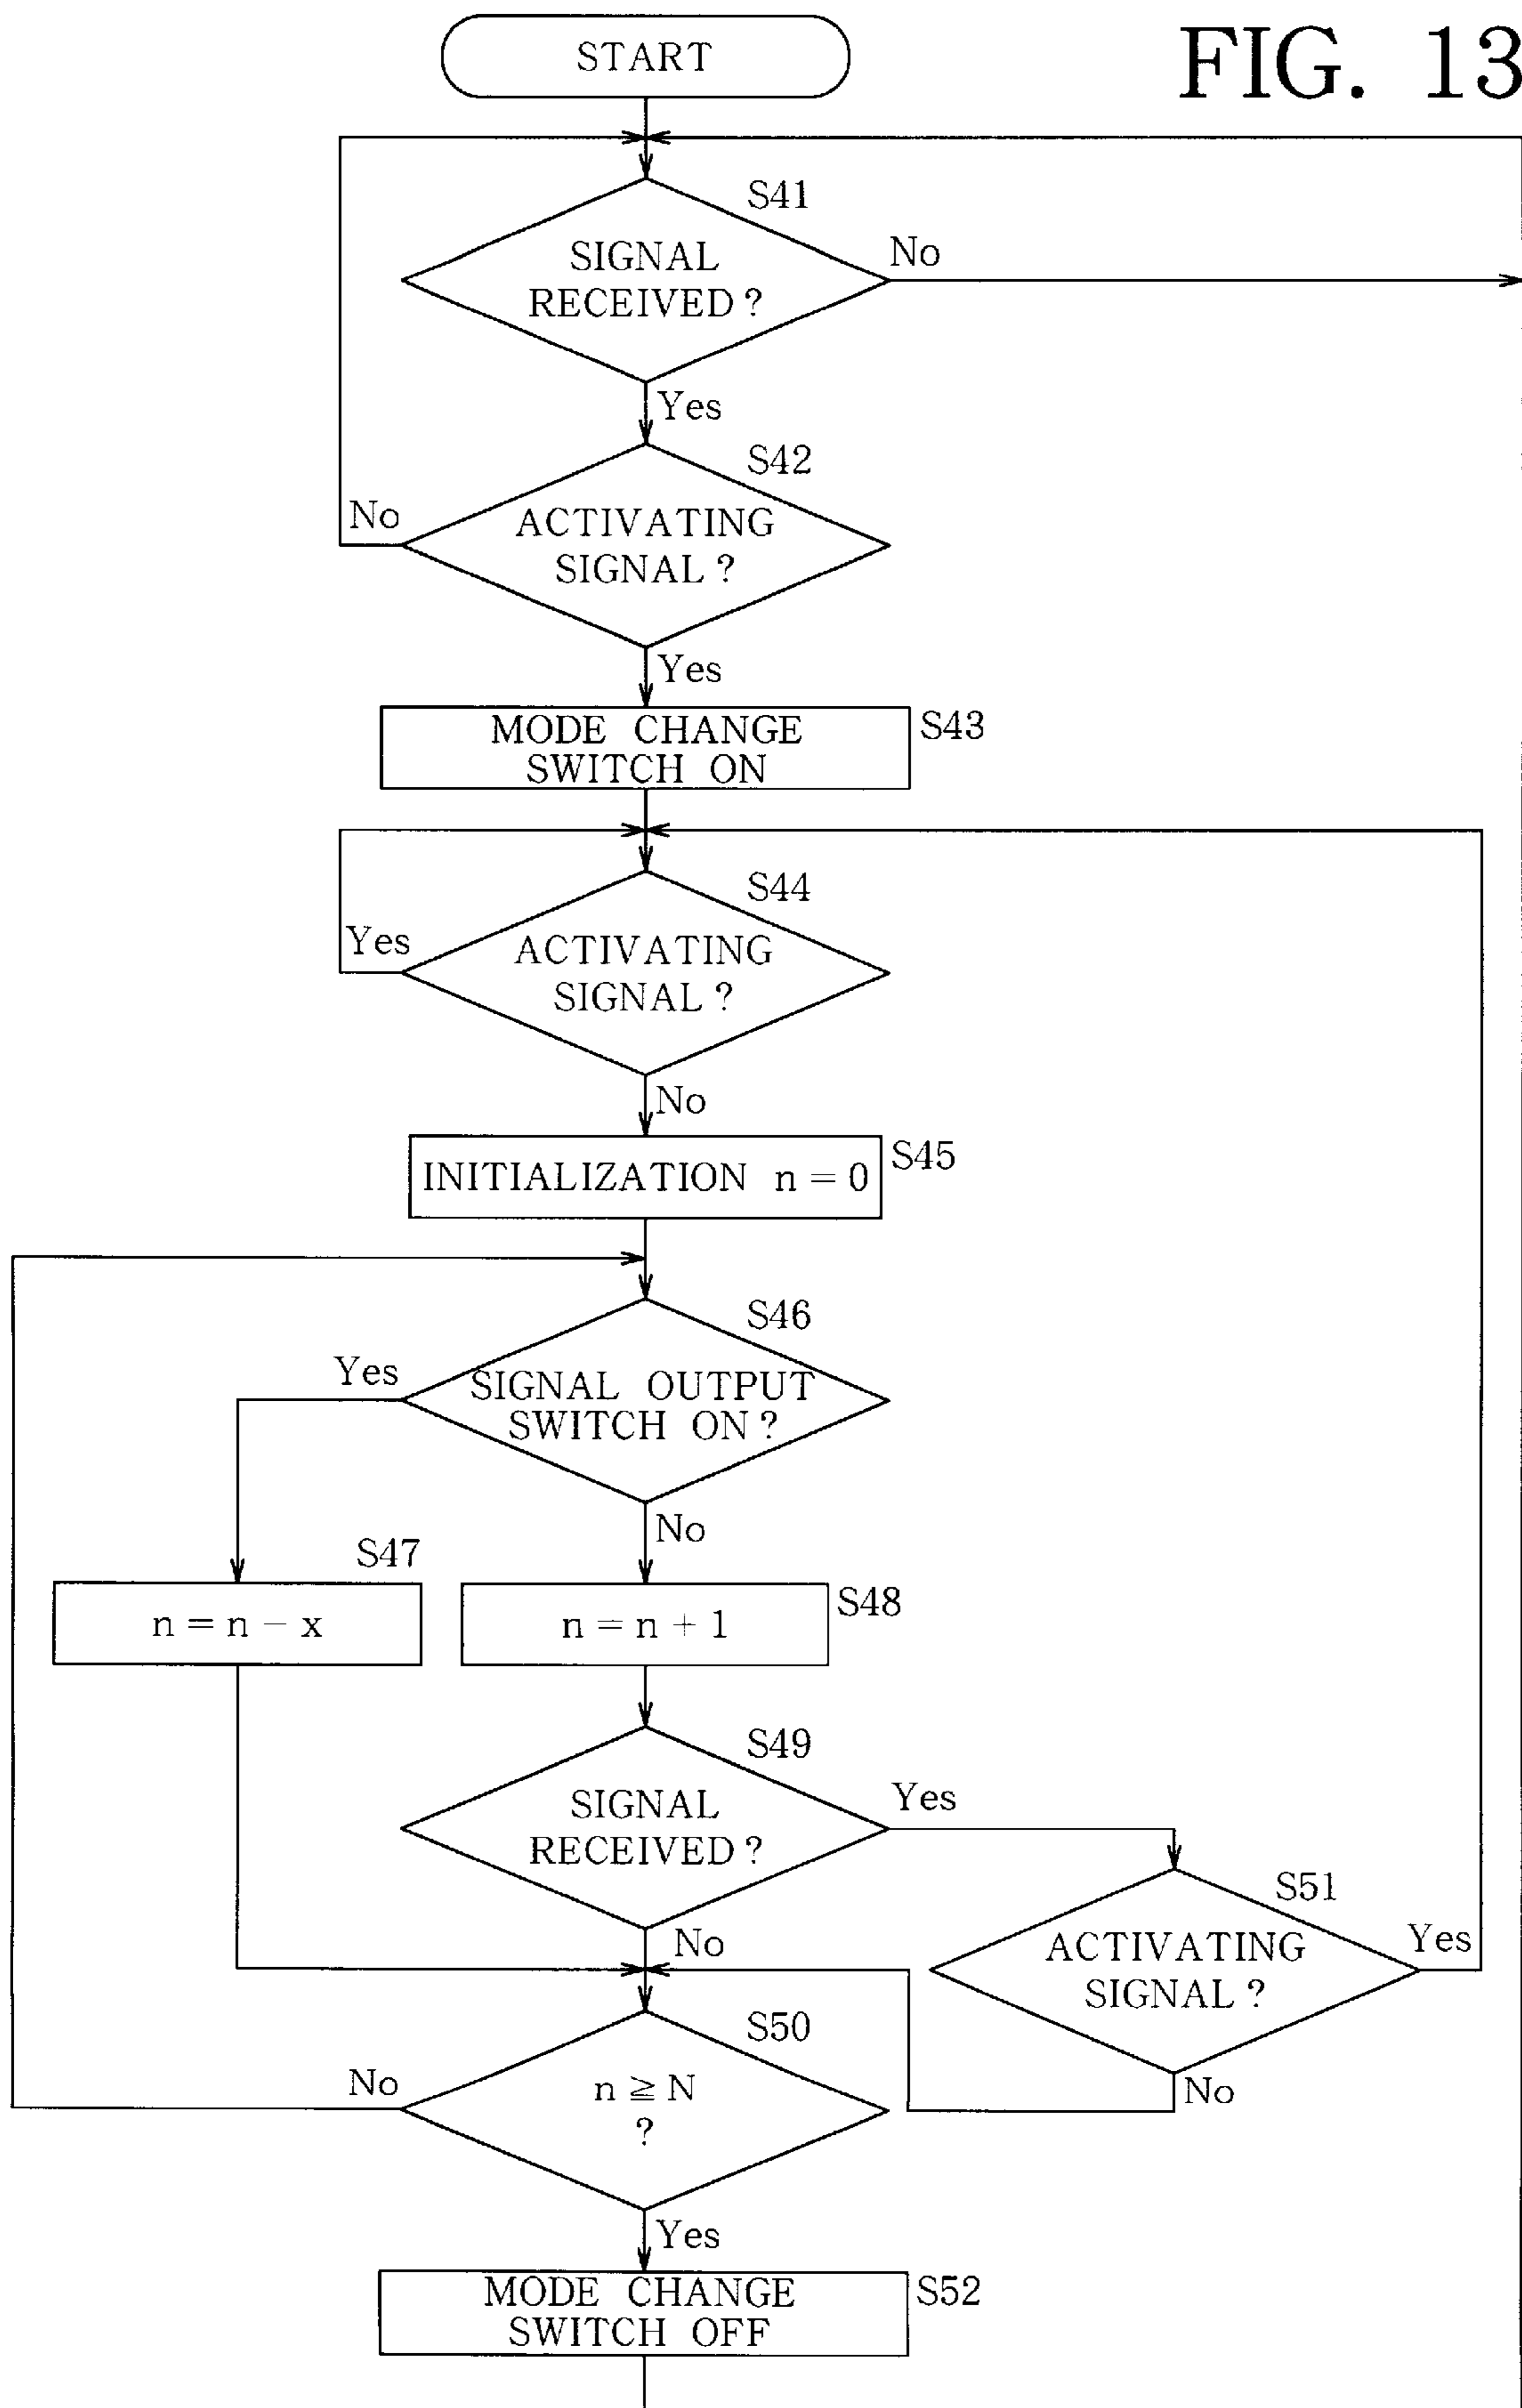 START
FIG. 13
S41
SIGNAL
RECEIVED?
No
Yes
S42
ACTIVATING
SIGNAL?
No
Yes
MODE CHANGE
SWITCH ON
S43
S44
ACTIVATING
SIGNAL?
Yes
No
INITIALIZATION n = 0
S45
S46
SIGNAL OUTPUT
SWITCH ON?
Yes
No
S47
n = n − x
n = n + 1
S48
S49
SIGNAL
RECEIVED?
Yes
No
S51
ACTIVATING
SIGNAL?
Yes
No
S50
n ≧ N
?
No
Yes
MODE CHANGE
SWITCH OFF
S52